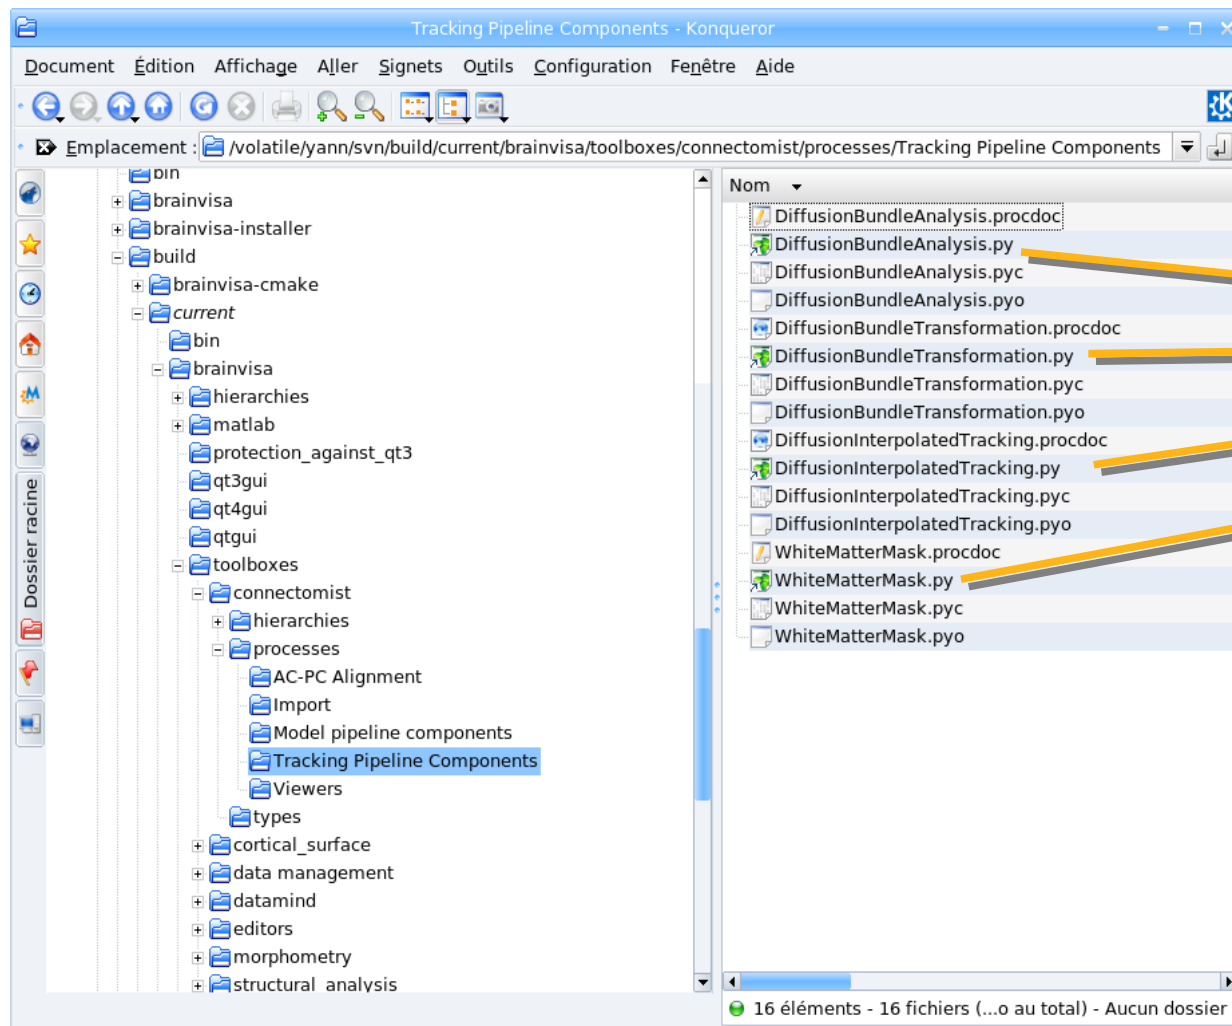 Tracking Pipeline Components - Konqueror
Document Édition Affichage Aller Signets Outils Configuration Fenêtre Aide
Emplacement : /volatile/yann/svn/build/current/brainvisa/toolboxes/connectomist/processes/Tracking Pipeline Components
Dossier racine
bin
brainvisa
brainvisa-installer
build
brainvisa-cmake
current
bin
brainvisa
hierarchies
matlab
protection_against_qt3
qt3gui
qt4gui
qtgui
toolboxes
connectomist
hierarchies
processes
AC-PC Alignment
Import
Model pipeline components
Tracking Pipeline Components
Viewers
types
cortical_surface
data management
datamind
editors
morphometry
structural_analysis
Nom
DiffusionBundleAnalysis.procdoc
DiffusionBundleAnalysis.py
DiffusionBundleAnalysis.pyc
DiffusionBundleAnalysis.pyo
DiffusionBundleTransformation.procdoc
DiffusionBundleTransformation.py
DiffusionBundleTransformation.pyc
DiffusionBundleTransformation.pyo
DiffusionInterpolatedTracking.procdoc
DiffusionInterpolatedTracking.py
DiffusionInterpolatedTracking.pyc
DiffusionInterpolatedTracking.pyo
WhiteMatterMask.procdoc
WhiteMatterMask.py
WhiteMatterMask.pyc
WhiteMatterMask.pyo
16 éléments - 16 fichiers (...o au total) - Aucun dossier